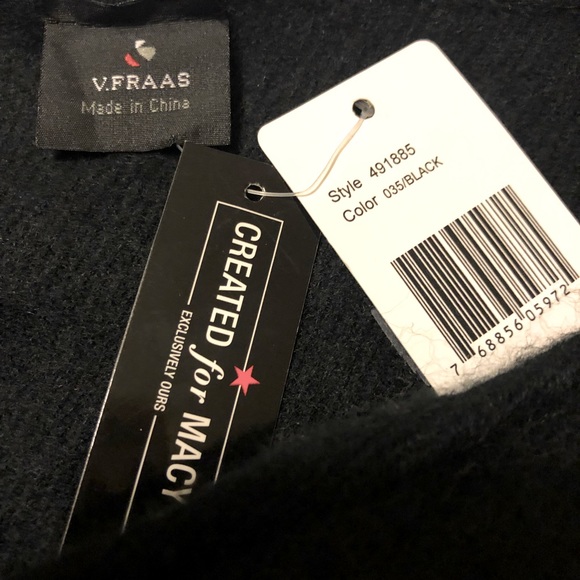 V.FRAAS
Made in China
Style 491885
Color 035/BLACK
7 68856 05972
CREATED for MACY
EXCLUSIVELY OURS